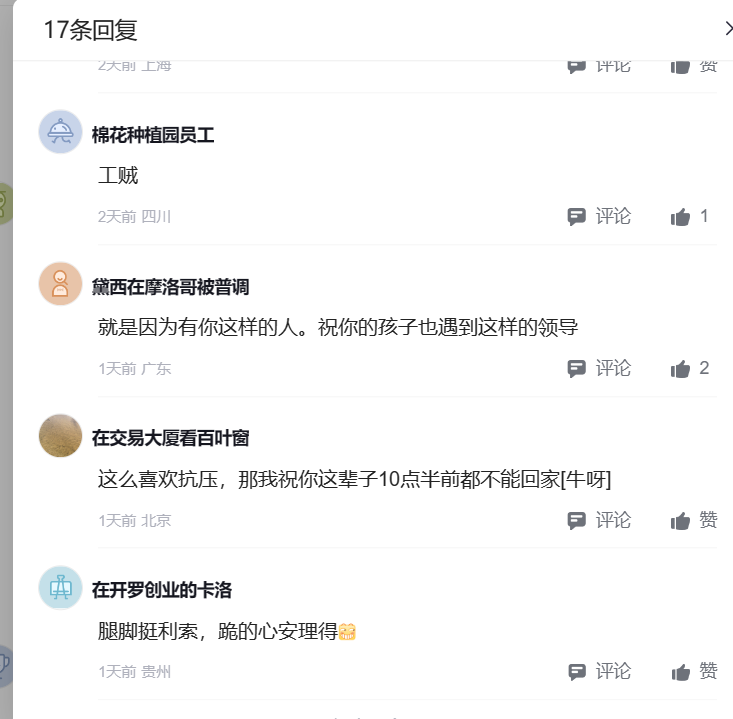 17条回复
2天前 上海
评论
赞
棉花种植园员工
工贼
2天前 四川
评论
1
黛西在摩洛哥被普调
就是因为有你这样的人。祝你的孩子也遇到这样的领导
1天前 广东
评论
2
在交易大厦看百叶窗
这么喜欢抗压，那我祝你这辈子10点半前都不能回家[牛呀]
1天前 北京
评论
赞
在开罗创业的卡洛
腿脚挺利索，跪的心安理得
1天前 贵州
评论
赞